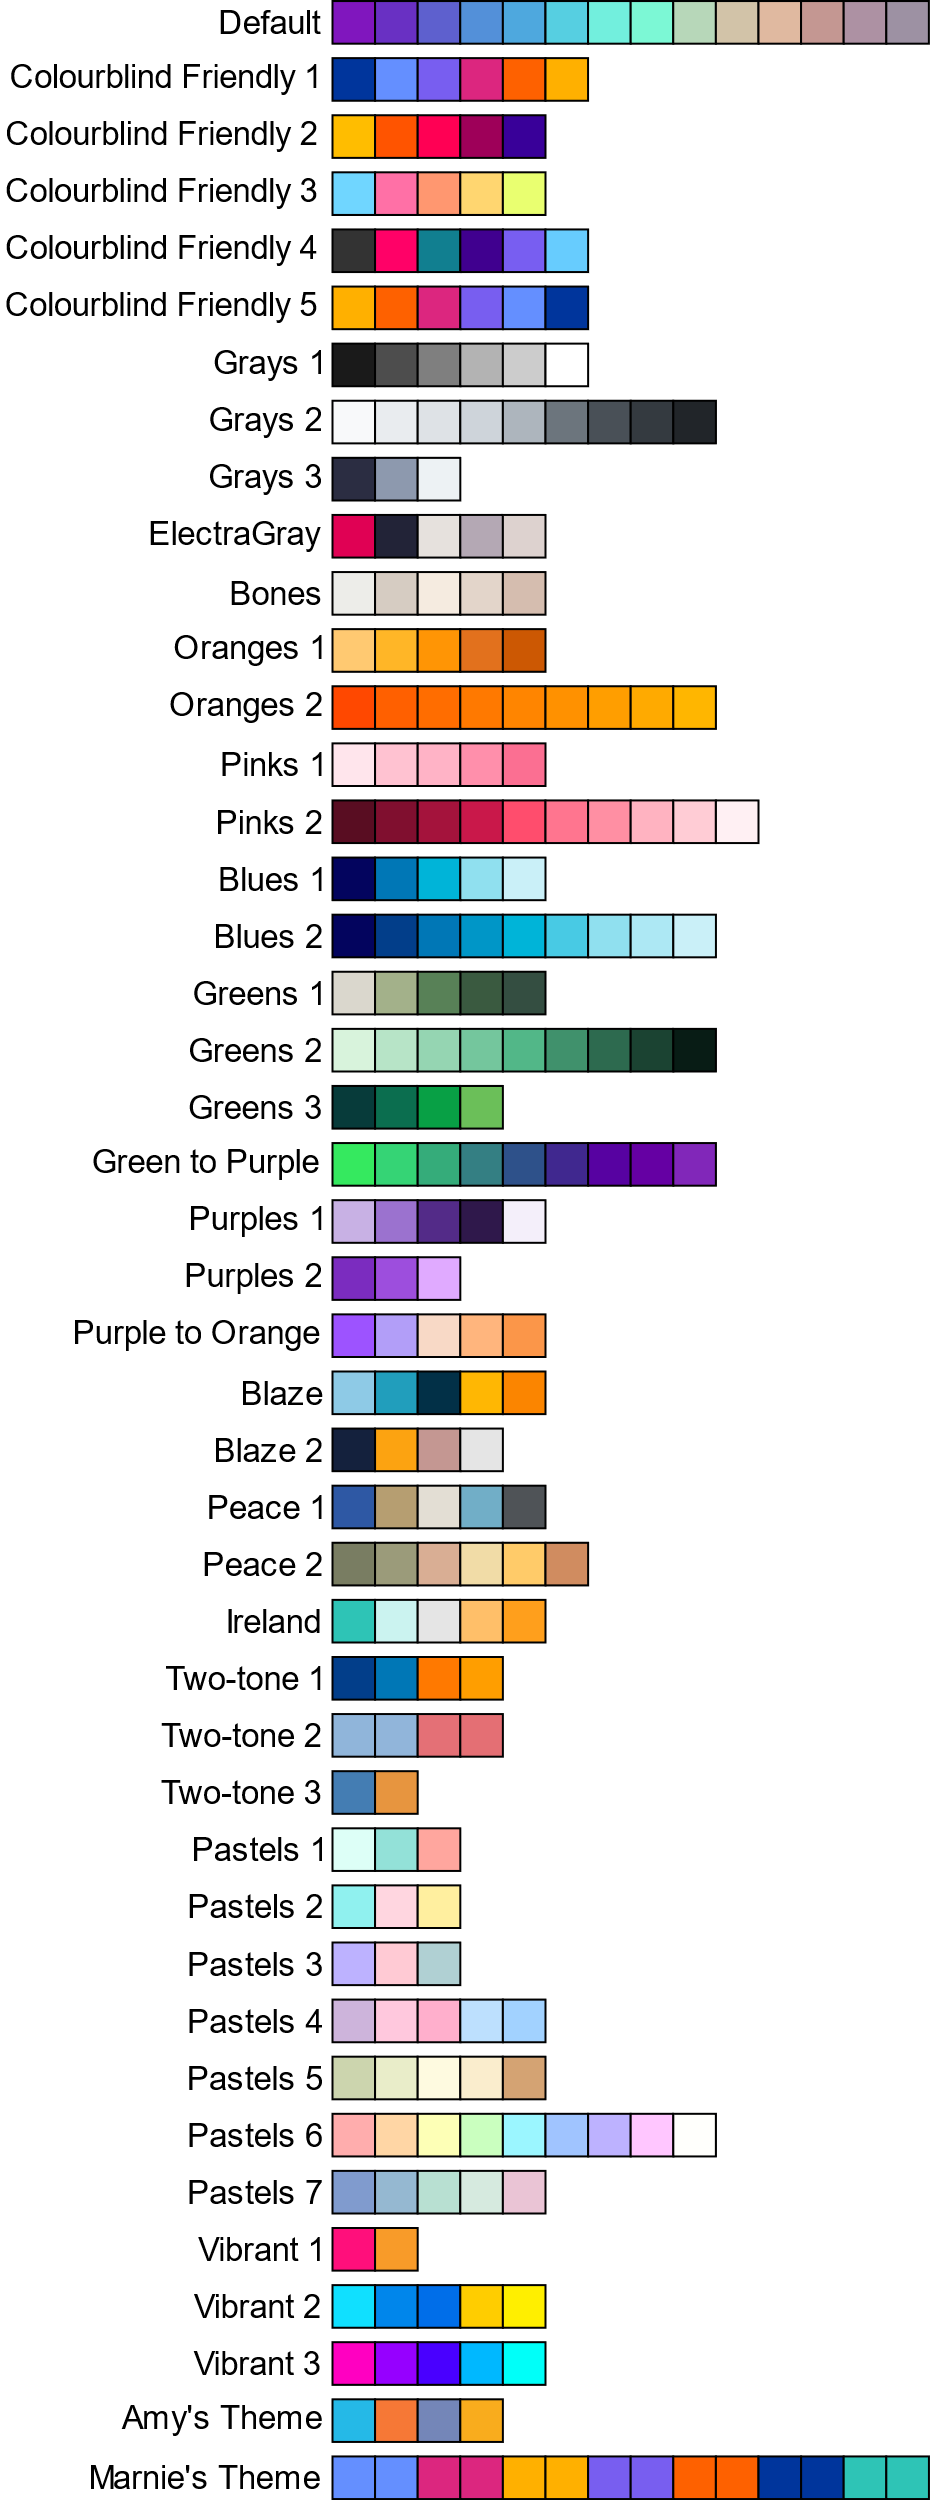 Default
Colourblind Friendly 1
Colourblind Friendly 2
Colourblind Friendly 3
Colourblind Friendly 4
Colourblind Friendly 5
Grays 1
Grays 2
Grays 3
ElectraGray
Bones
Oranges 1
Oranges 2
Pinks 1
Pinks 2
Blues 1
Blues 2
Greens 1
Greens 2
Greens 3
Green to Purple
Purples 1
Purples 2
Purple to Orange
Blaze
Blaze 2
Peace 1
Peace 2
Ireland
Two-tone 1
Two-tone 2
Two-tone 3
Pastels 1
Pastels 2
Pastels 3
Pastels 4
Pastels 5
Pastels 6
Pastels 7
Vibrant 1
Vibrant 2
Vibrant 3
Amy's Theme
Marnie's Theme